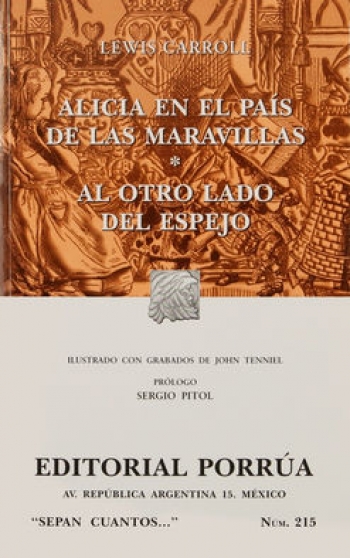 LEWIS CARROLL
ALICIA EN EL PAÍS
DE LAS MARAVILLAS
*
AL OTRO LADO
DEL ESPEJO
ILUSTRADO CON GRABADOS DE JOHN TENNIEL
PRÓLOGO
SERGIO PITOL
EDITORIAL PORRÚA
AV. REPÚBLICA ARGENTINA 15. MÉXICO
"SEPAN CUANTOS..." NÚM. 215